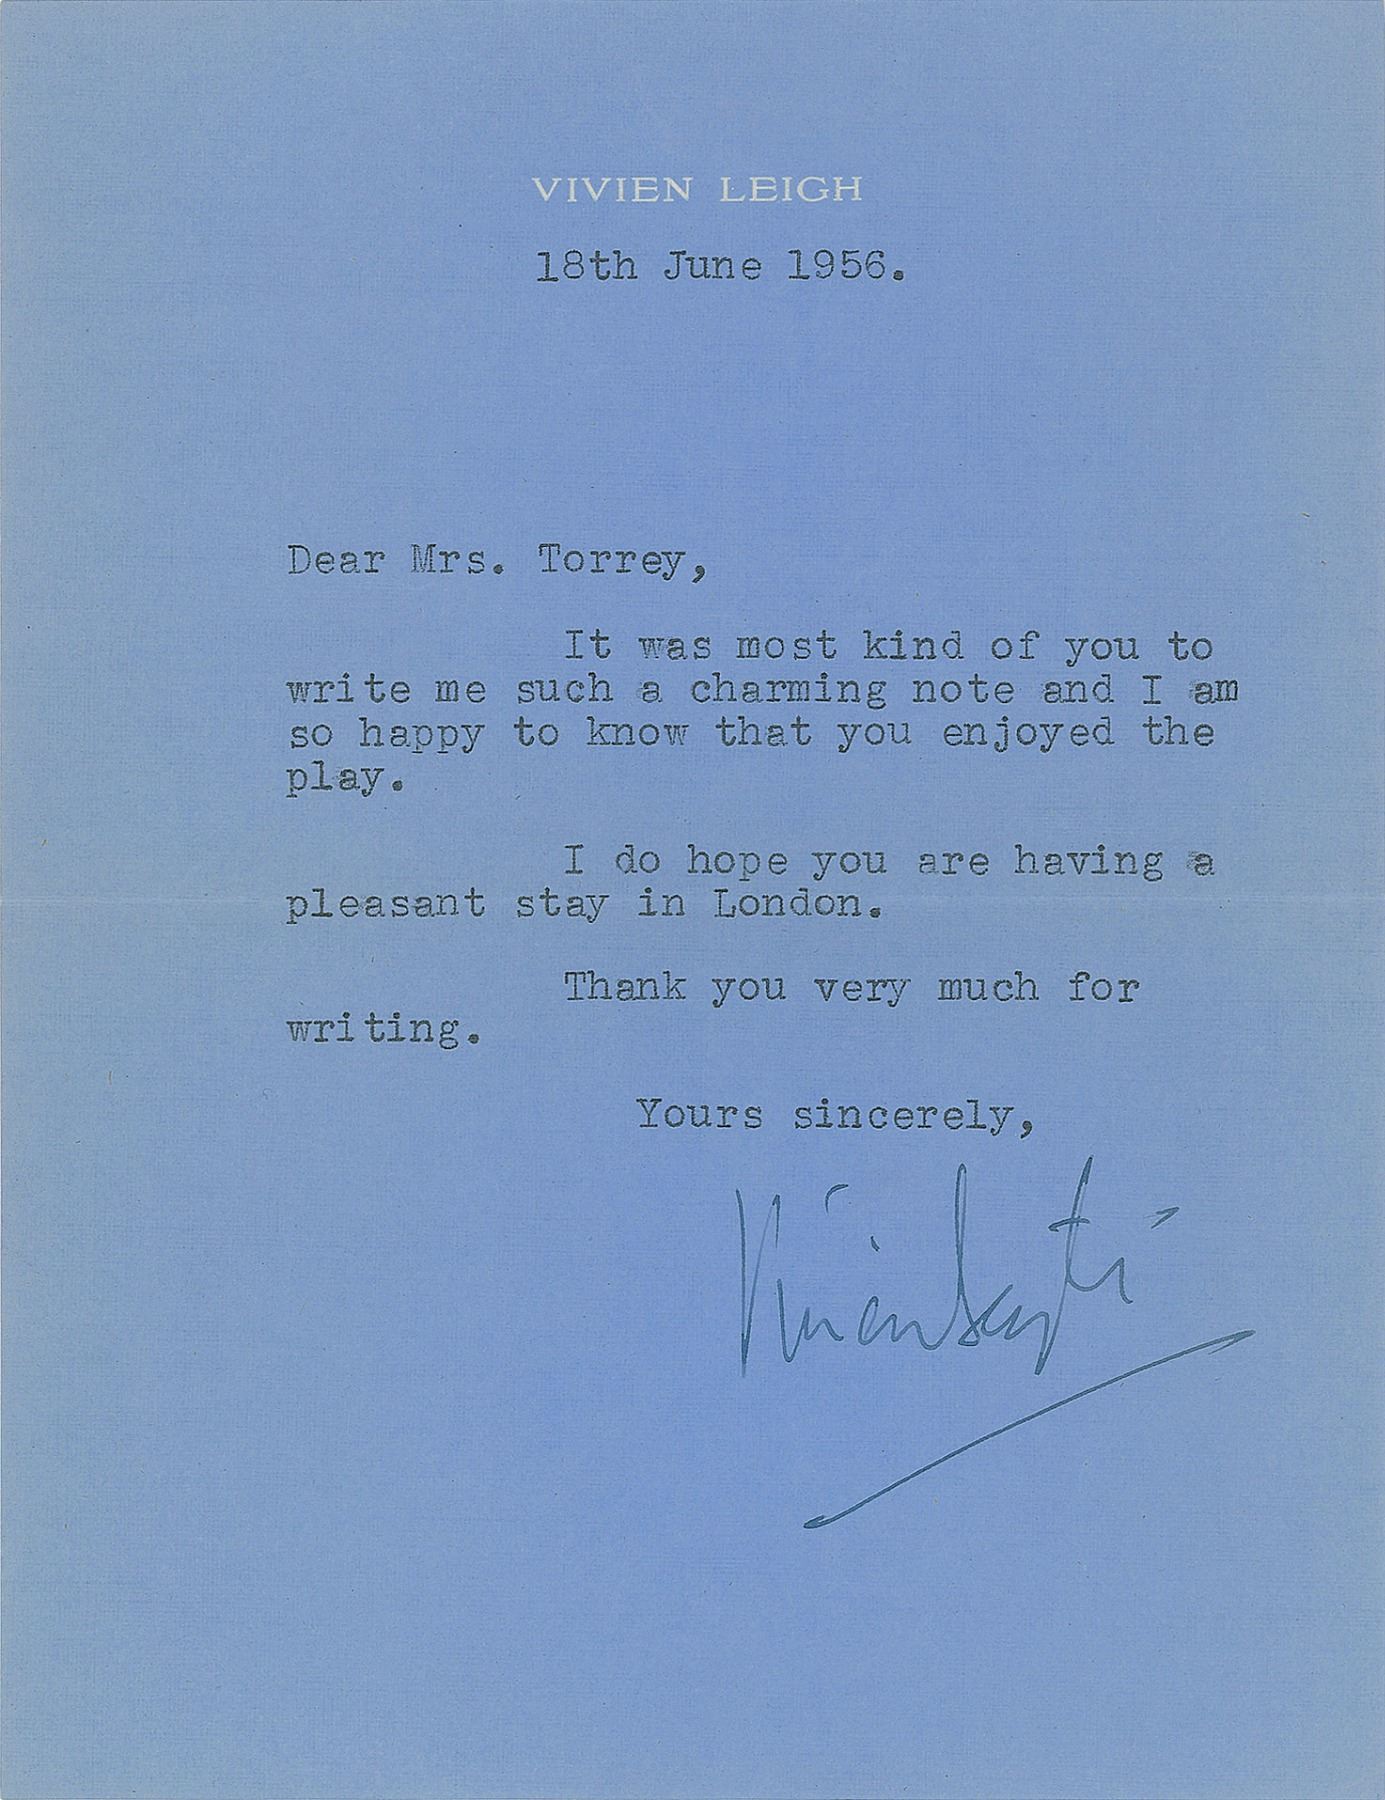 VIVIEN LEIGH
18th June 1956.
Dear Mrs. Torrey,
It was most kind of you to
write me such a charming note and I am
so happy to know that you enjoyed the
play.
I do hope you are having a
pleasant stay in London.
Thank you very much for
writing.
Yours sincerely,
Vivien Leigh